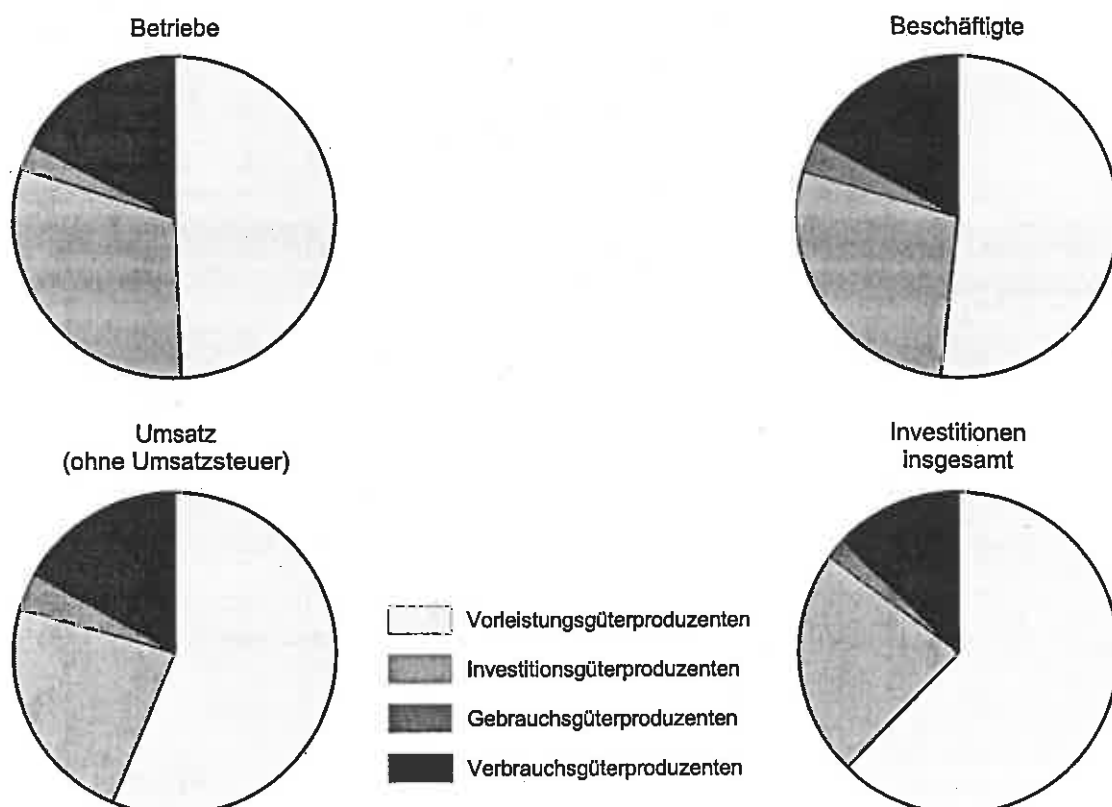 Betriebe
Beschäftigte
Umsatz
(ohne Umsatzsteuer)
Investitionen
insgesamt
Vorleistungsgüterproduzenten
Investitionsgüterproduzenten
Gebrauchsgüterproduzenten
Verbrauchsgüterproduzenten